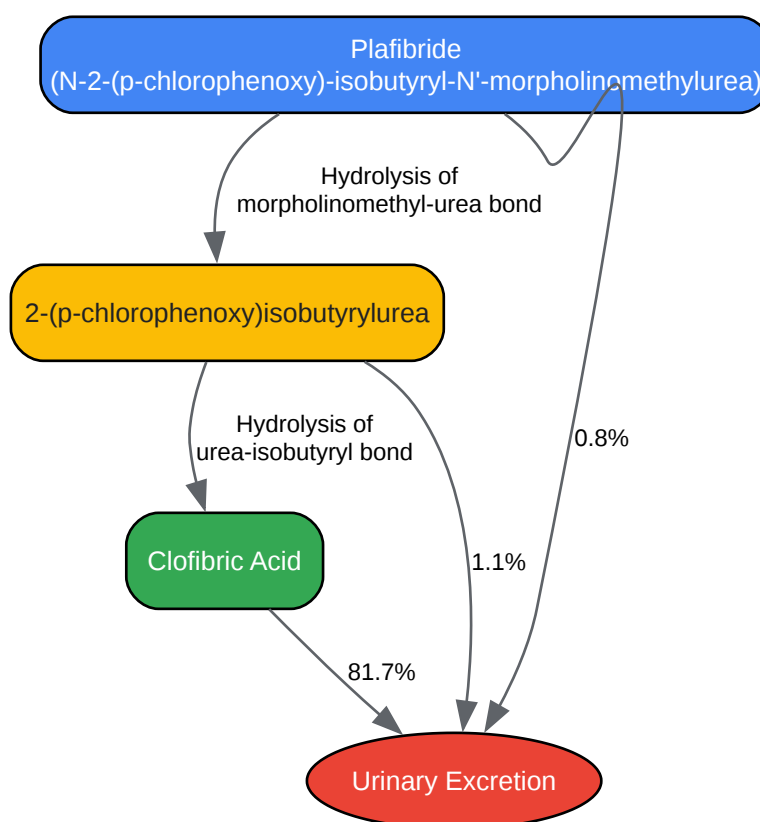 Plafibride
(N-2-(p-chlorophenoxy)-isobutyryl-N'-morpholinomethylurea)
Hydrolysis of
morpholinomethyl-urea bond
2-(p-chlorophenoxy)isobutyrylurea
Hydrolysis of
urea-isobutyryl bond
0.8%
Clofibric Acid
1.1%
81.7%
Urinary Excretion